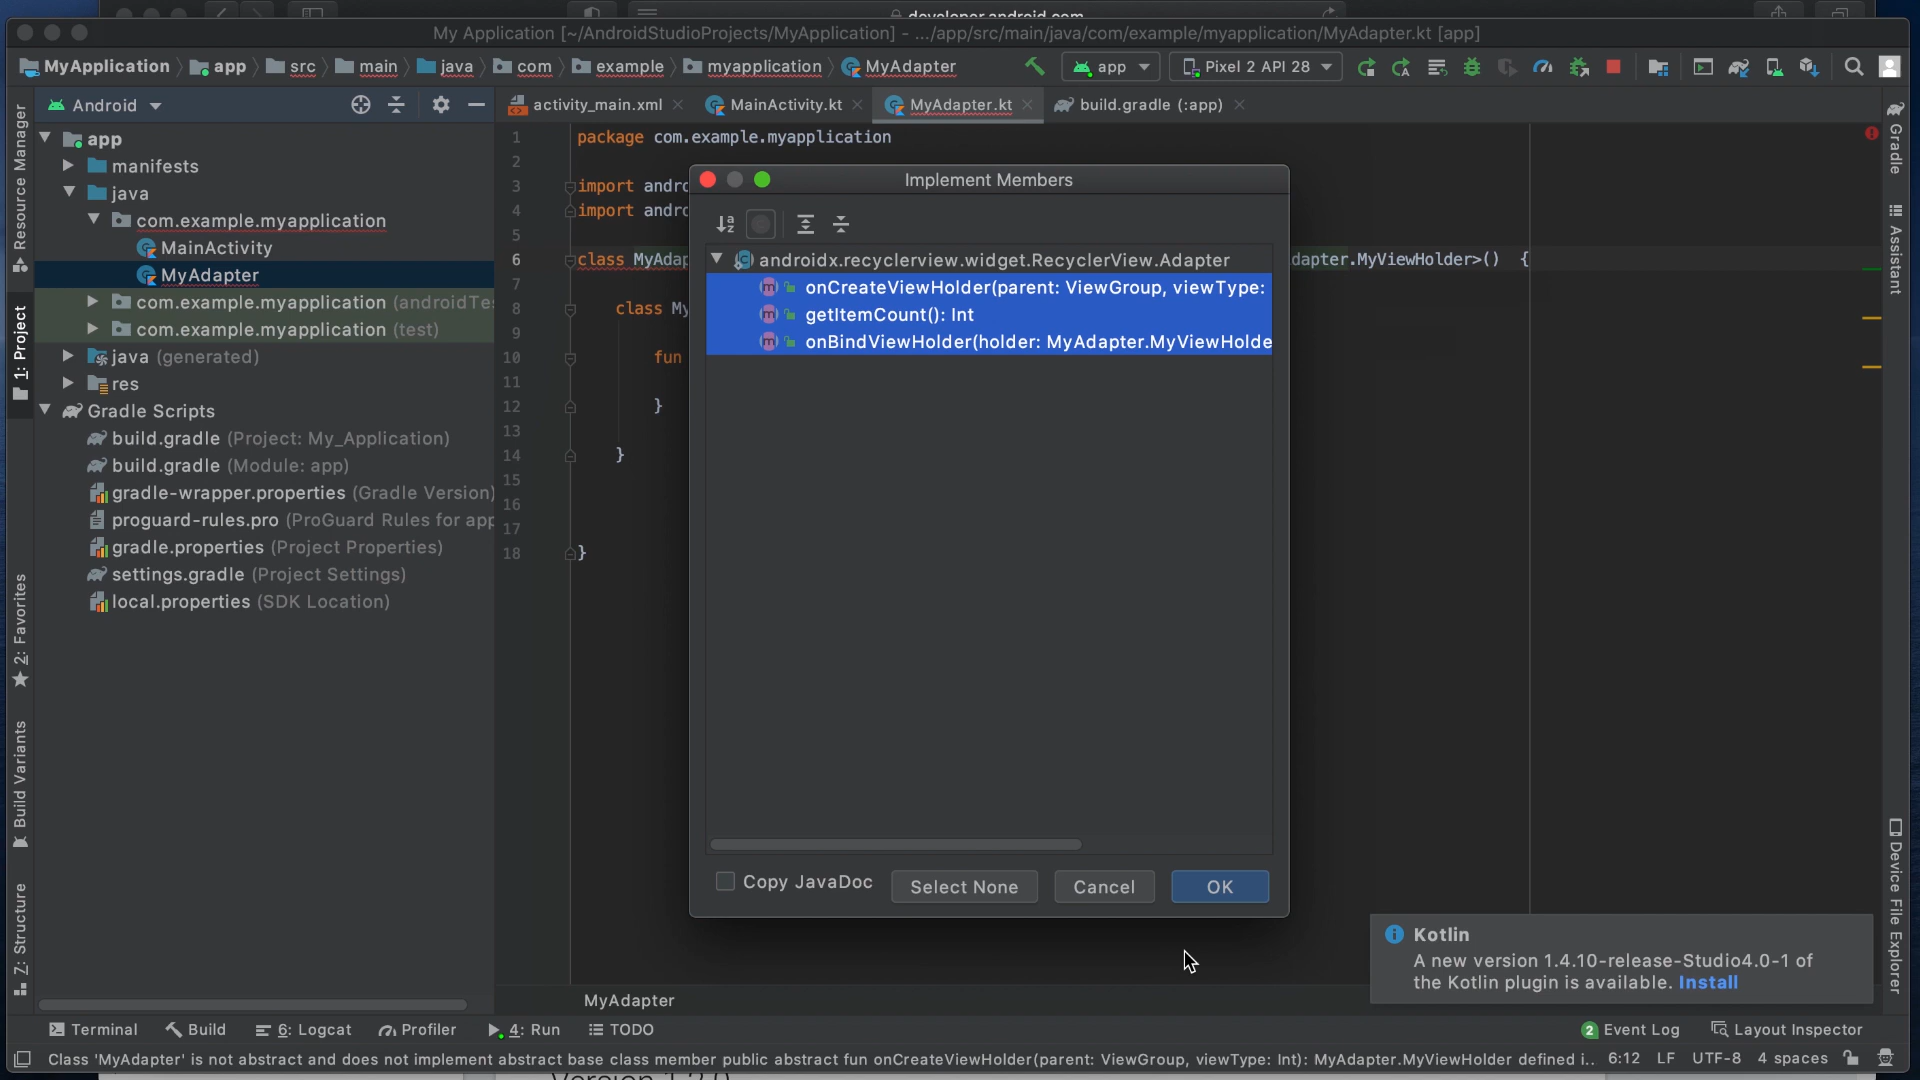 developer.android.com
My Application [~/AndroidStudioProjects/MyApplication] - .../app/src/main/java/com/example/myapplication/MyAdapter.kt [app]
MyApplication app src main java com example myapplication MyAdapter app Pixel 2 API 28
Android
activity_main.xml MainActivity.kt MyAdapter.kt build.gradle (:app)
Resource Manager
1: Project
2: Favorites
Build Variants
7: Structure
app
manifests
java
com.example.myapplication
MainActivity
MyAdapter
com.example.myapplication (androidTes
com.example.myapplication (test)
java (generated)
res
Gradle Scripts
build.gradle (Project: My_Application)
build.gradle (Module: app)
gradle-wrapper.properties (Gradle Version)
proguard-rules.pro (ProGuard Rules for app
gradle.properties (Project Properties)
settings.gradle (Project Settings)
local.properties (SDK Location)
1 package com.example.myapplication
2
3 import andro
4 import andro
5
6 class MyAdap dapter.MyViewHolder>() {
7
8 class My
9
10 fun
11
12 }
13
14 }
15
16
17
18 }
Implement Members
androidx.recyclerview.widget.RecyclerView.Adapter
onCreateViewHolder(parent: ViewGroup, viewType:
getItemCount(): Int
onBindViewHolder(holder: MyAdapter.MyViewHolde
Copy JavaDoc Select None Cancel OK
Gradle
Assistant
Device File Explorer
Kotlin
A new version 1.4.10-release-Studio4.0-1 of
the Kotlin plugin is available. Install
MyAdapter
Terminal Build 6: Logcat Profiler 4: Run TODO 2 Event Log Layout Inspector
Class 'MyAdapter' is not abstract and does not implement abstract base class member public abstract fun onCreateViewHolder(parent: ViewGroup, viewType: Int): MyAdapter.MyViewHolder defined i.. 6:12 LF UTF-8 4 spaces